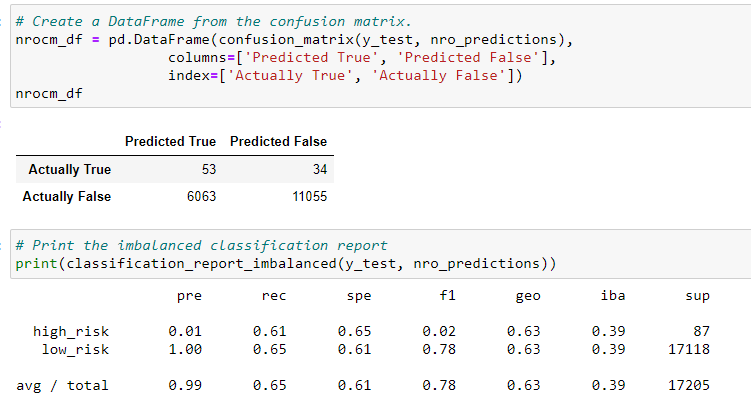 # Create a DataFrame from the confusion matrix.
nrocm_df = pd.DataFrame(confusion_matrix(y_test, nro_predictions),
columns=['Predicted True', 'Predicted False'],
index=['Actually True', 'Actually False'])
nrocm_df
Predicted True Predicted False
Actually True 53 34
Actually False 6063 11055
# Print the imbalanced classification report
print(classification_report_imbalanced(y_test, nro_predictions))
pre rec spe f1 geo iba sup
high_risk 0.01 0.61 0.65 0.02 0.63 0.39 87
low_risk 1.00 0.65 0.61 0.78 0.63 0.39 17118
avg / total 0.99 0.65 0.61 0.78 0.63 0.39 17205